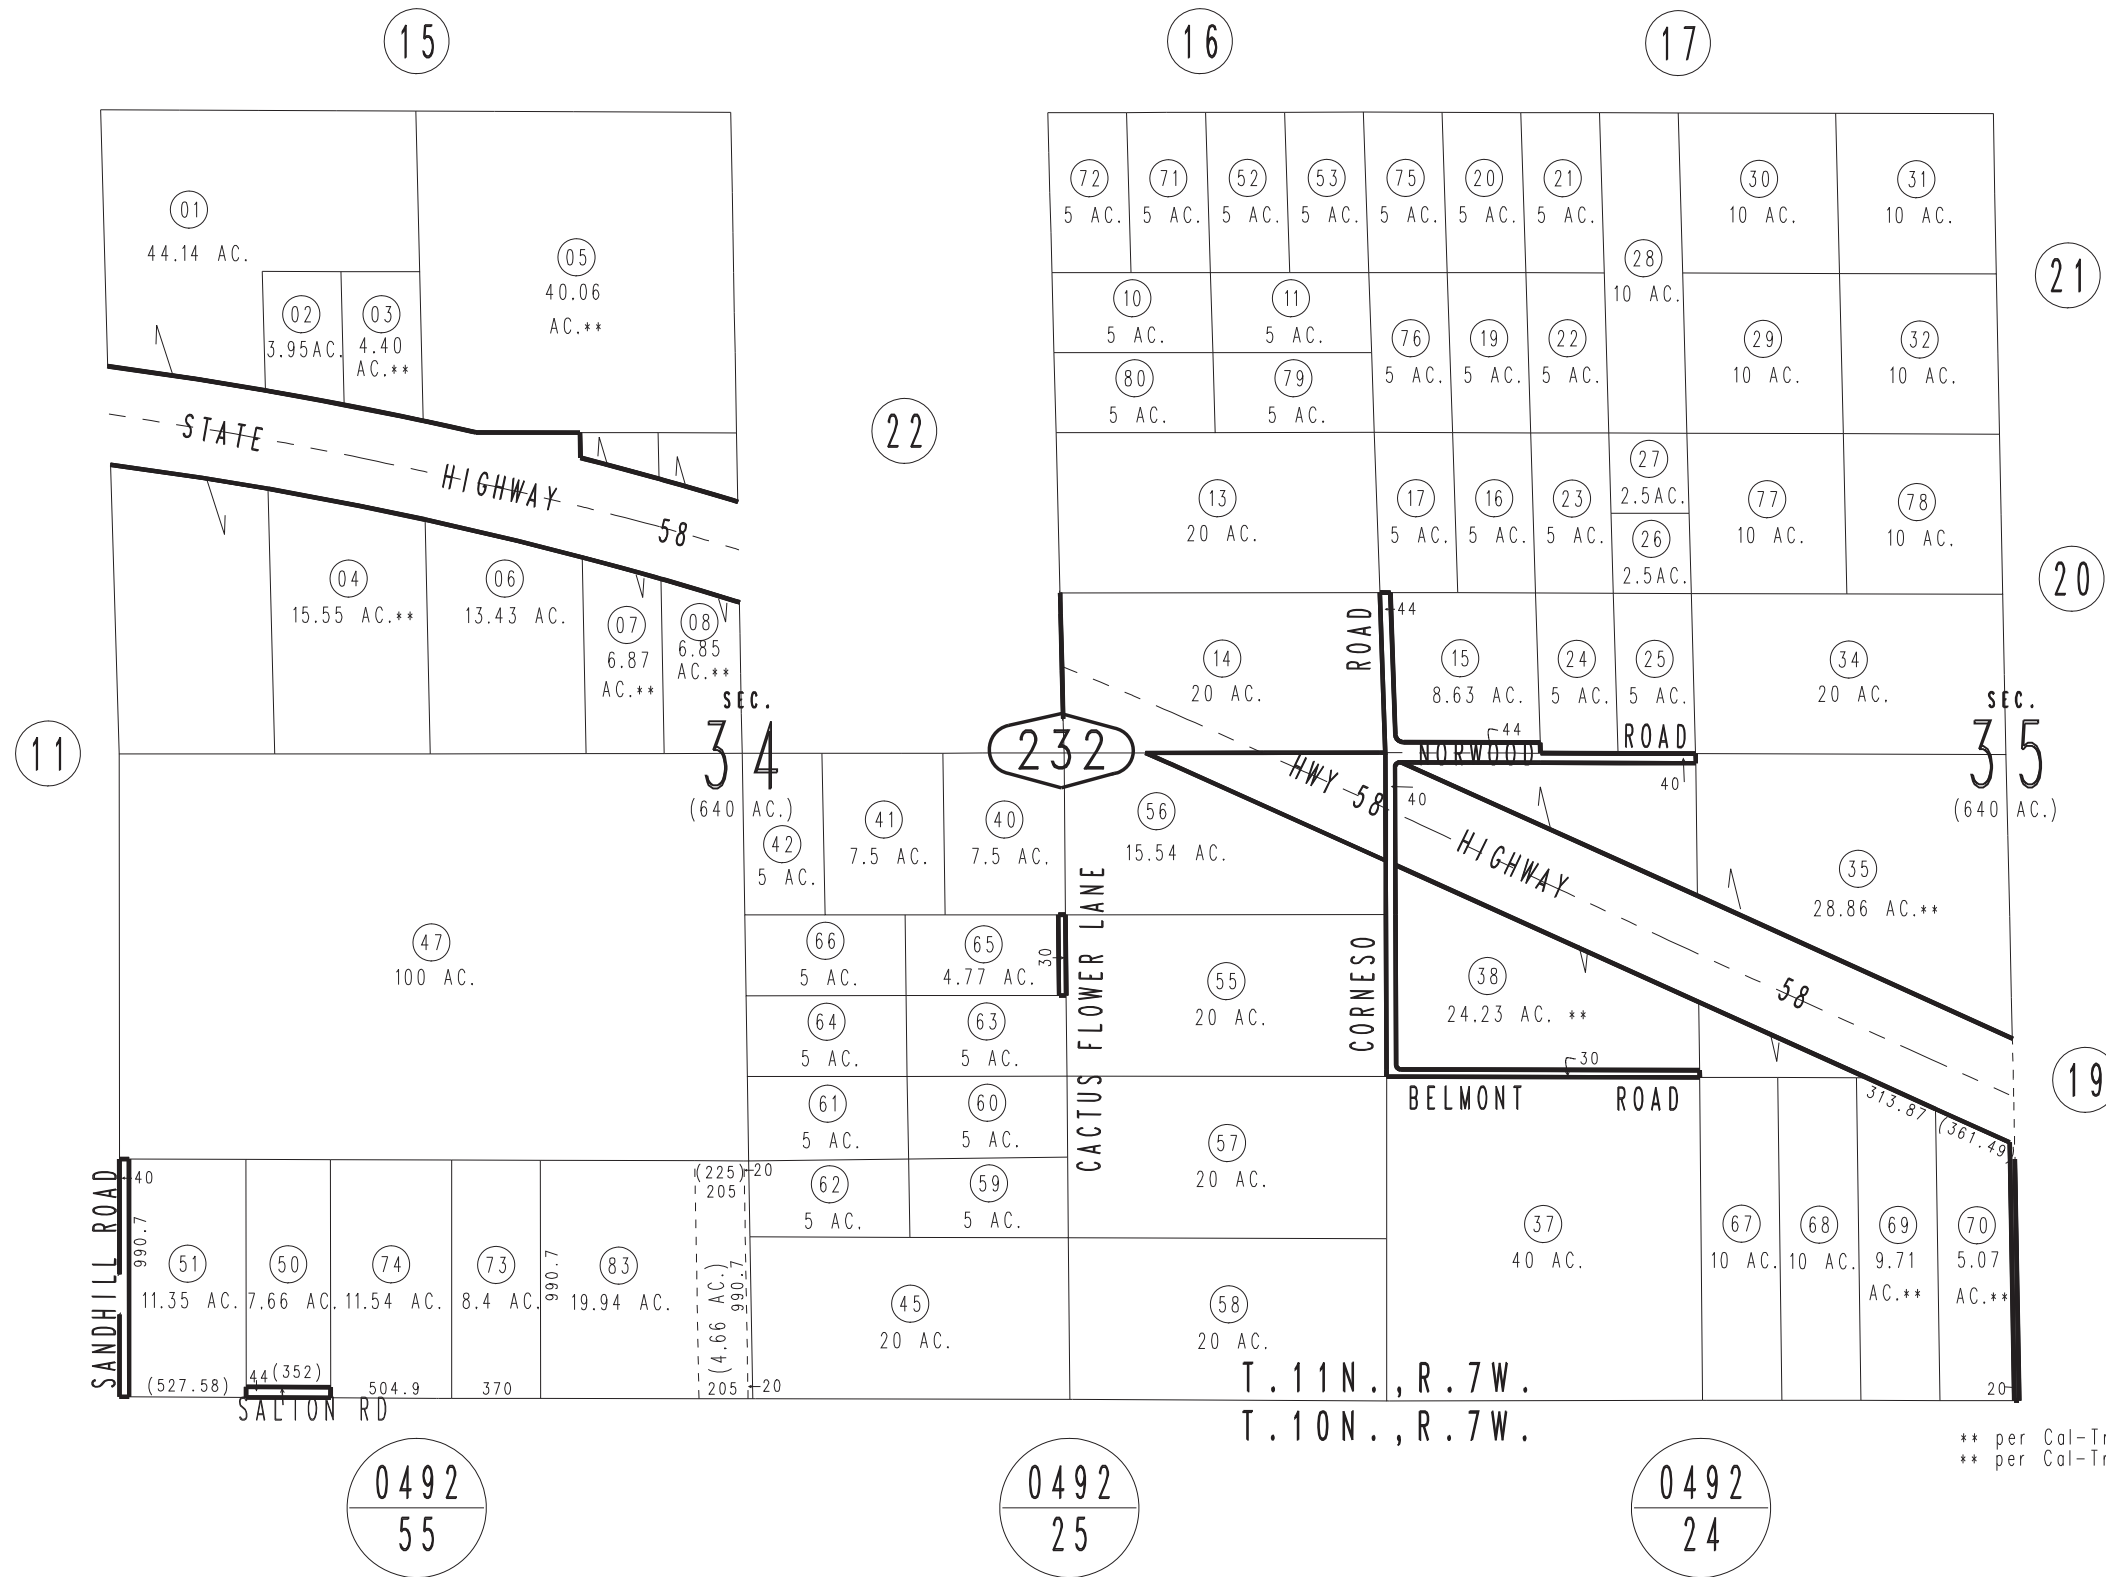 15
16
17
01
44.14 AC.
02
3.95AC.
03
4.40
AC.**
05
40.06
AC.**
72
5 AC.
71
5 AC.
52
5 AC.
53
5 AC.
75
5 AC.
20
5 AC.
21
5 AC.
28
10 AC.
30
10 AC.
31
10 AC.
21
10
5 AC.
11
5 AC.
80
5 AC.
79
5 AC.
76
5 AC.
19
5 AC.
22
5 AC.
29
10 AC.
32
10 AC.
22
STATE HIGHWAY 58
13
20 AC.
17
5 AC.
16
5 AC.
23
5 AC.
27
2.5AC.
26
2.5AC.
77
10 AC.
78
10 AC.
20
04
15.55 AC.**
06
13.43 AC.
07
6.87
AC.**
08
6.85
AC.**
14
20 AC.
ROAD
44
15
8.63 AC.
24
5 AC.
25
5 AC.
34
20 AC.
SEC.
34
(640 AC.)
SEC.
35
(640 AC.)
11
232
44
NORWOOD ROAD
40
40
HWY 58
HIGHWAY 58
42
5 AC.
41
7.5 AC.
40
7.5 AC.
56
15.54 AC.
35
28.86 AC.**
47
100 AC.
66
5 AC.
65
4.77 AC.
30
CACTUS FLOWER LANE
55
20 AC.
CORNESO
38
24.23 AC. **
64
5 AC.
63
5 AC.
30
BELMONT ROAD
19
313.87
(361.49)
61
5 AC.
60
5 AC.
57
20 AC.
62
5 AC.
59
5 AC.
SANDHILL ROAD
40
990.7
51
11.35 AC.
(527.58)
50
7.66 AC.
44
(352)
SALTON RD
74
11.54 AC.
504.9
73
8.4 AC.
370
990.7
83
19.94 AC.
(225)
205
20
(4.66 AC.)
990.7
205
20
45
20 AC.
58
20 AC.
37
40 AC.
67
10 AC.
68
10 AC.
69
9.71
AC.**
70
5.07
AC.**
20
T.11N.,R.7W.
T.10N.,R.7W.
** per Cal-Tr
** per Cal-Tr
0492
55
0492
25
0492
24